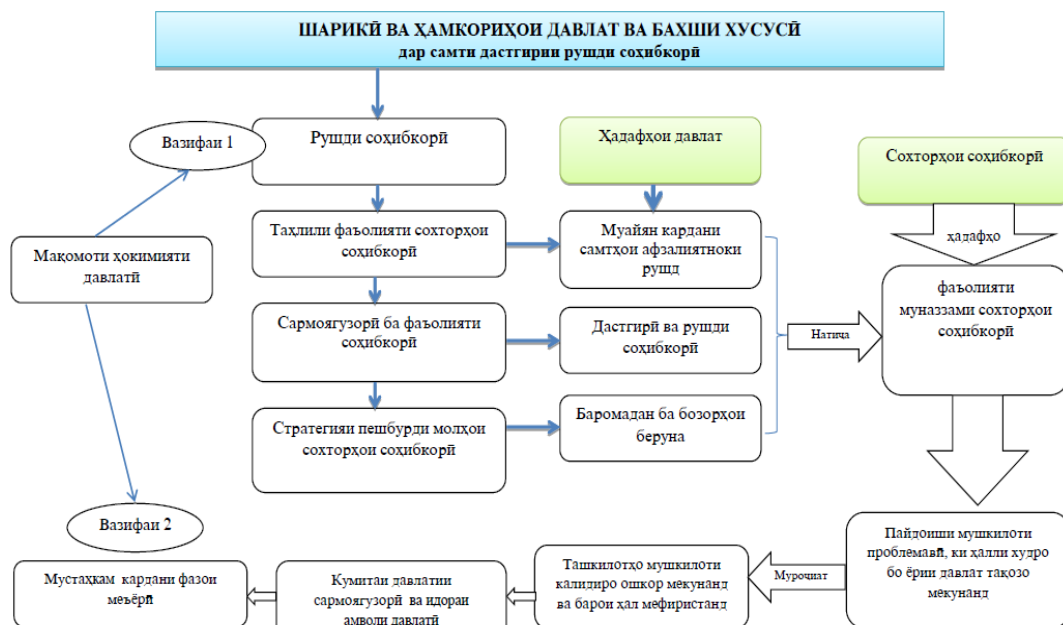 ШАРИКӢ ВА ҲАМКОРИҲОИ ДАВЛАТ ВА БАХШИ ХУСУСӢ
дар самти дастгирии рушди соҳибкорӣ
Вазифаи 1
Рушди соҳибкорӣ
Ҳадафҳои давлат
Сохторҳои соҳибкорӣ
Мақомоти ҳокимияти
давлатӣ
Таҳлили фаъолияти сохторҳои
соҳибкорӣ
Муайян кардани
самтҳои афзалиятноки
рушд
ҳадафҳо
Сармоягузорӣ ба фаъолияти
соҳибкорӣ
Дастгирӣ ва рушди
соҳибкорӣ
Натиҷа
фаъолияти
муназзами сохторҳои
соҳибкорӣ
Стратегияи пешбурди молҳои
сохторҳои соҳибкорӣ
Баромадан ба бозорҳои
беруна
Вазифаи 2
Мустаҳкам кардани фазои
меъёрӣ
Кумитаи давлатии
сармоягузорӣ ва идораи
амволи давлатӣ
Ташкилотҳо мушкилоти
калидиро ошкор мекунанд
ва барои ҳал мефиристанд
Муроҷиат
Пайдоиши мушкилоти
проблемавӣ, ки ҳалли худро
бо ёрии давлат тақозо
мекунанд